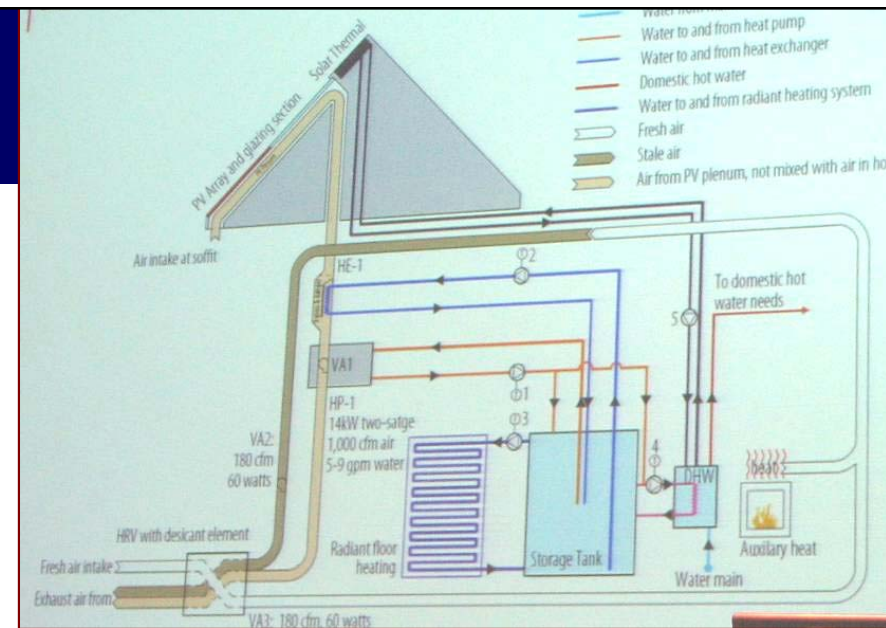 Water to and from heat pump
Water to and from heat exchanger
Domestic hot water
Water to and from radiant heating system
Fresh air
Stale air
Air from PV plenum, not mixed with air in ho
Solar Thermal
PV Array and glazing section
Air intake at soffit
HE-1
2
To domestic hot
water needs
5
VA1
1
HP-1
14kW two-satge
1,000 cfm air
5-9 gpm water
3
VA2:
180 cfm
60 watts
4
DHW
heat
HRV with desicant element
Radiant floor
heating
Storage Tank
Auxilary heat
Fresh air intake
Exhaust air from
Water main
VA3: 180 cfm, 60 watts